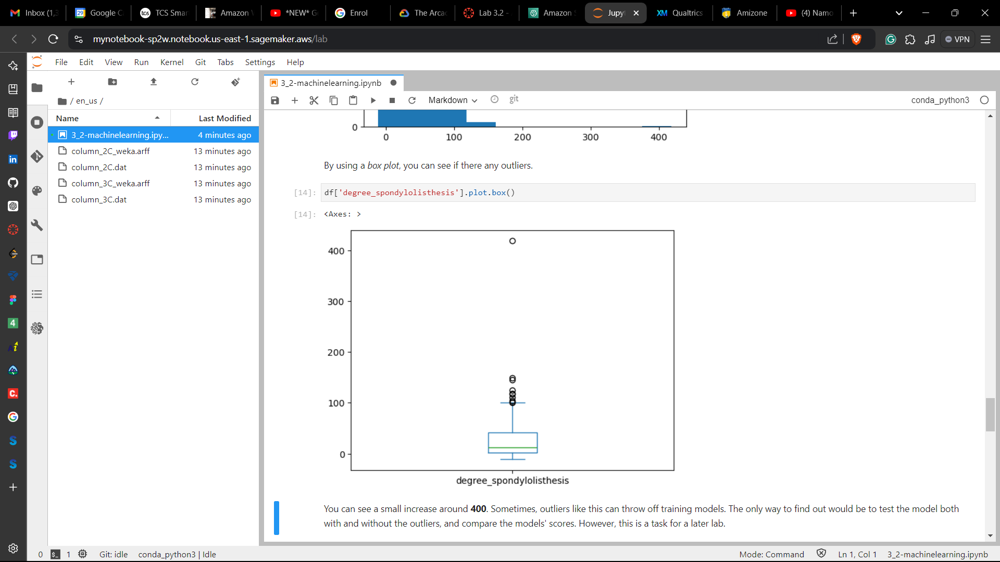 Inbox (1,3
29
Google C
tcs
TCS Smar
Amazon
*NEW* G
Enrol
The Arca
Lab 3.2 -
Amazon
Jupyt
XM
Qualtrics
Amizone
(4) Namo
mynotebook-sp2w.notebook.us-east-1.sagemaker.aws/lab
VPN
File Edit View Run Kernel Git Tabs Settings Help
3_2-machinelearning.ipynb
/ en_us /
Markdown
git
conda_python3
Name
Last Modified
3_2-machinelearning.ipy...
4 minutes ago
column_2C_weka.arff
13 minutes ago
column_2C.dat
13 minutes ago
column_3C_weka.arff
13 minutes ago
column_3C.dat
13 minutes ago
in
4
Ai
c.
0
0 100 200 300 400
By using a box plot, you can see if there any outliers.
[14]: df['degree_spondylolisthesis'].plot.box()
[14]: <Axes: >
400
300
200
100
0
degree_spondylolisthesis
You can see a small increase around 400. Sometimes, outliers like this can throw off training models. The only way to find out would be to test the model both
with and without the outliers, and compare the models' scores. However, this is a task for a later lab.
0
$_
1
Git: idle
conda_python3 | Idle
Mode: Command
Ln 1, Col 1
3_2-machinelearning.ipynb